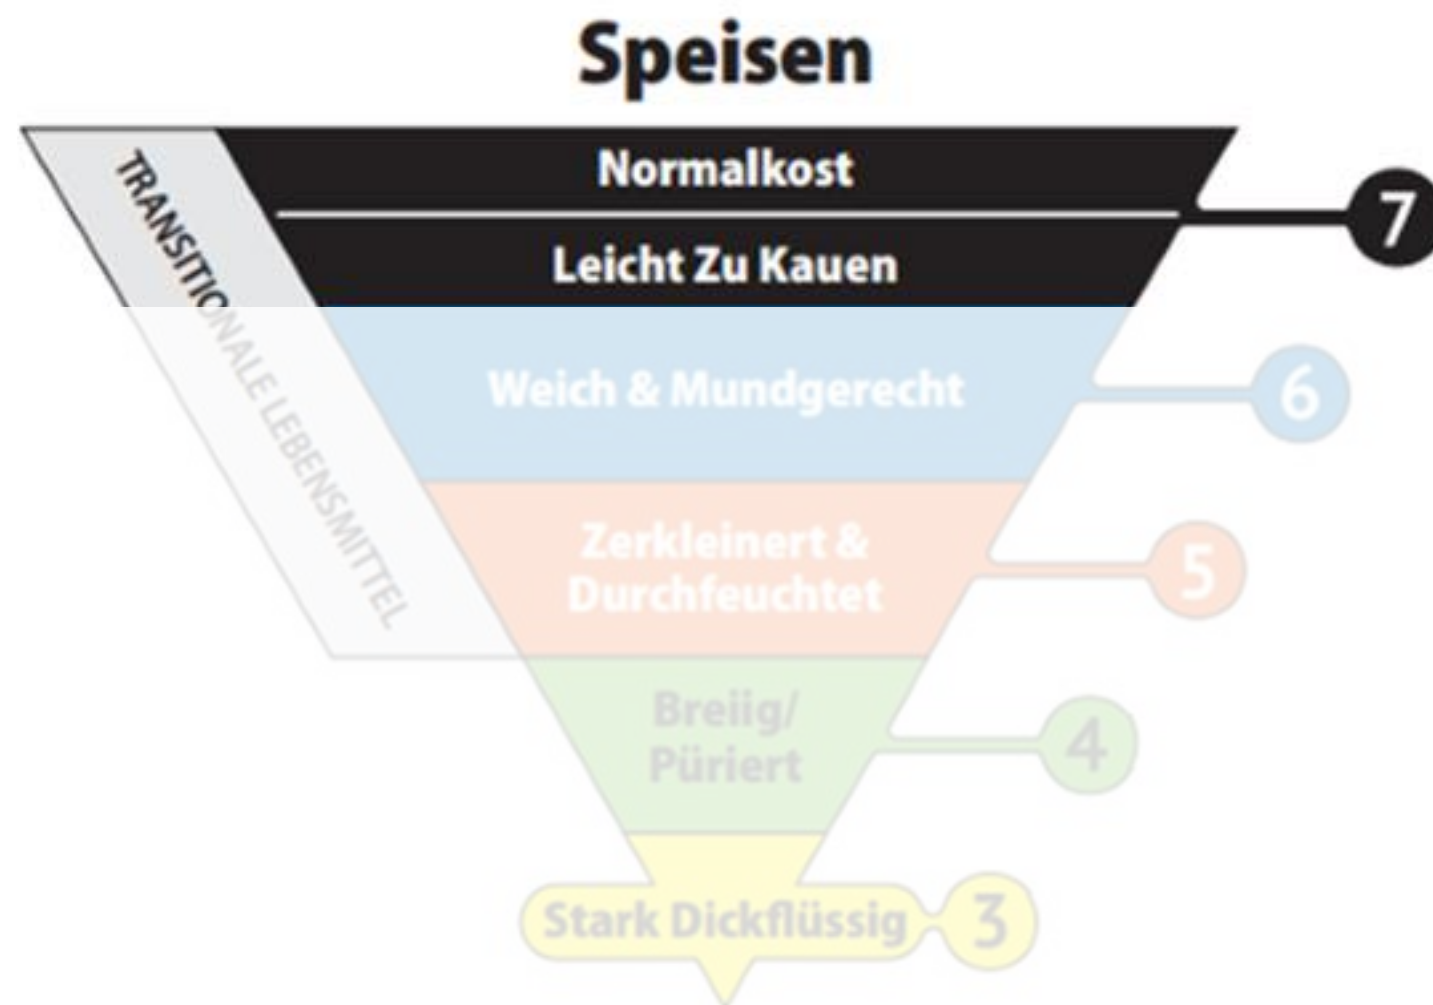 Speisen
TRANSITIONALE LEBENSMITTEL
Normalkost
7
Leicht Zu Kauen
Weich & Mundgerecht
6
Zerkleinert &
Durchfeuchtet
5
Breiig/
Püriert
4
Stark Dickflüssig
3